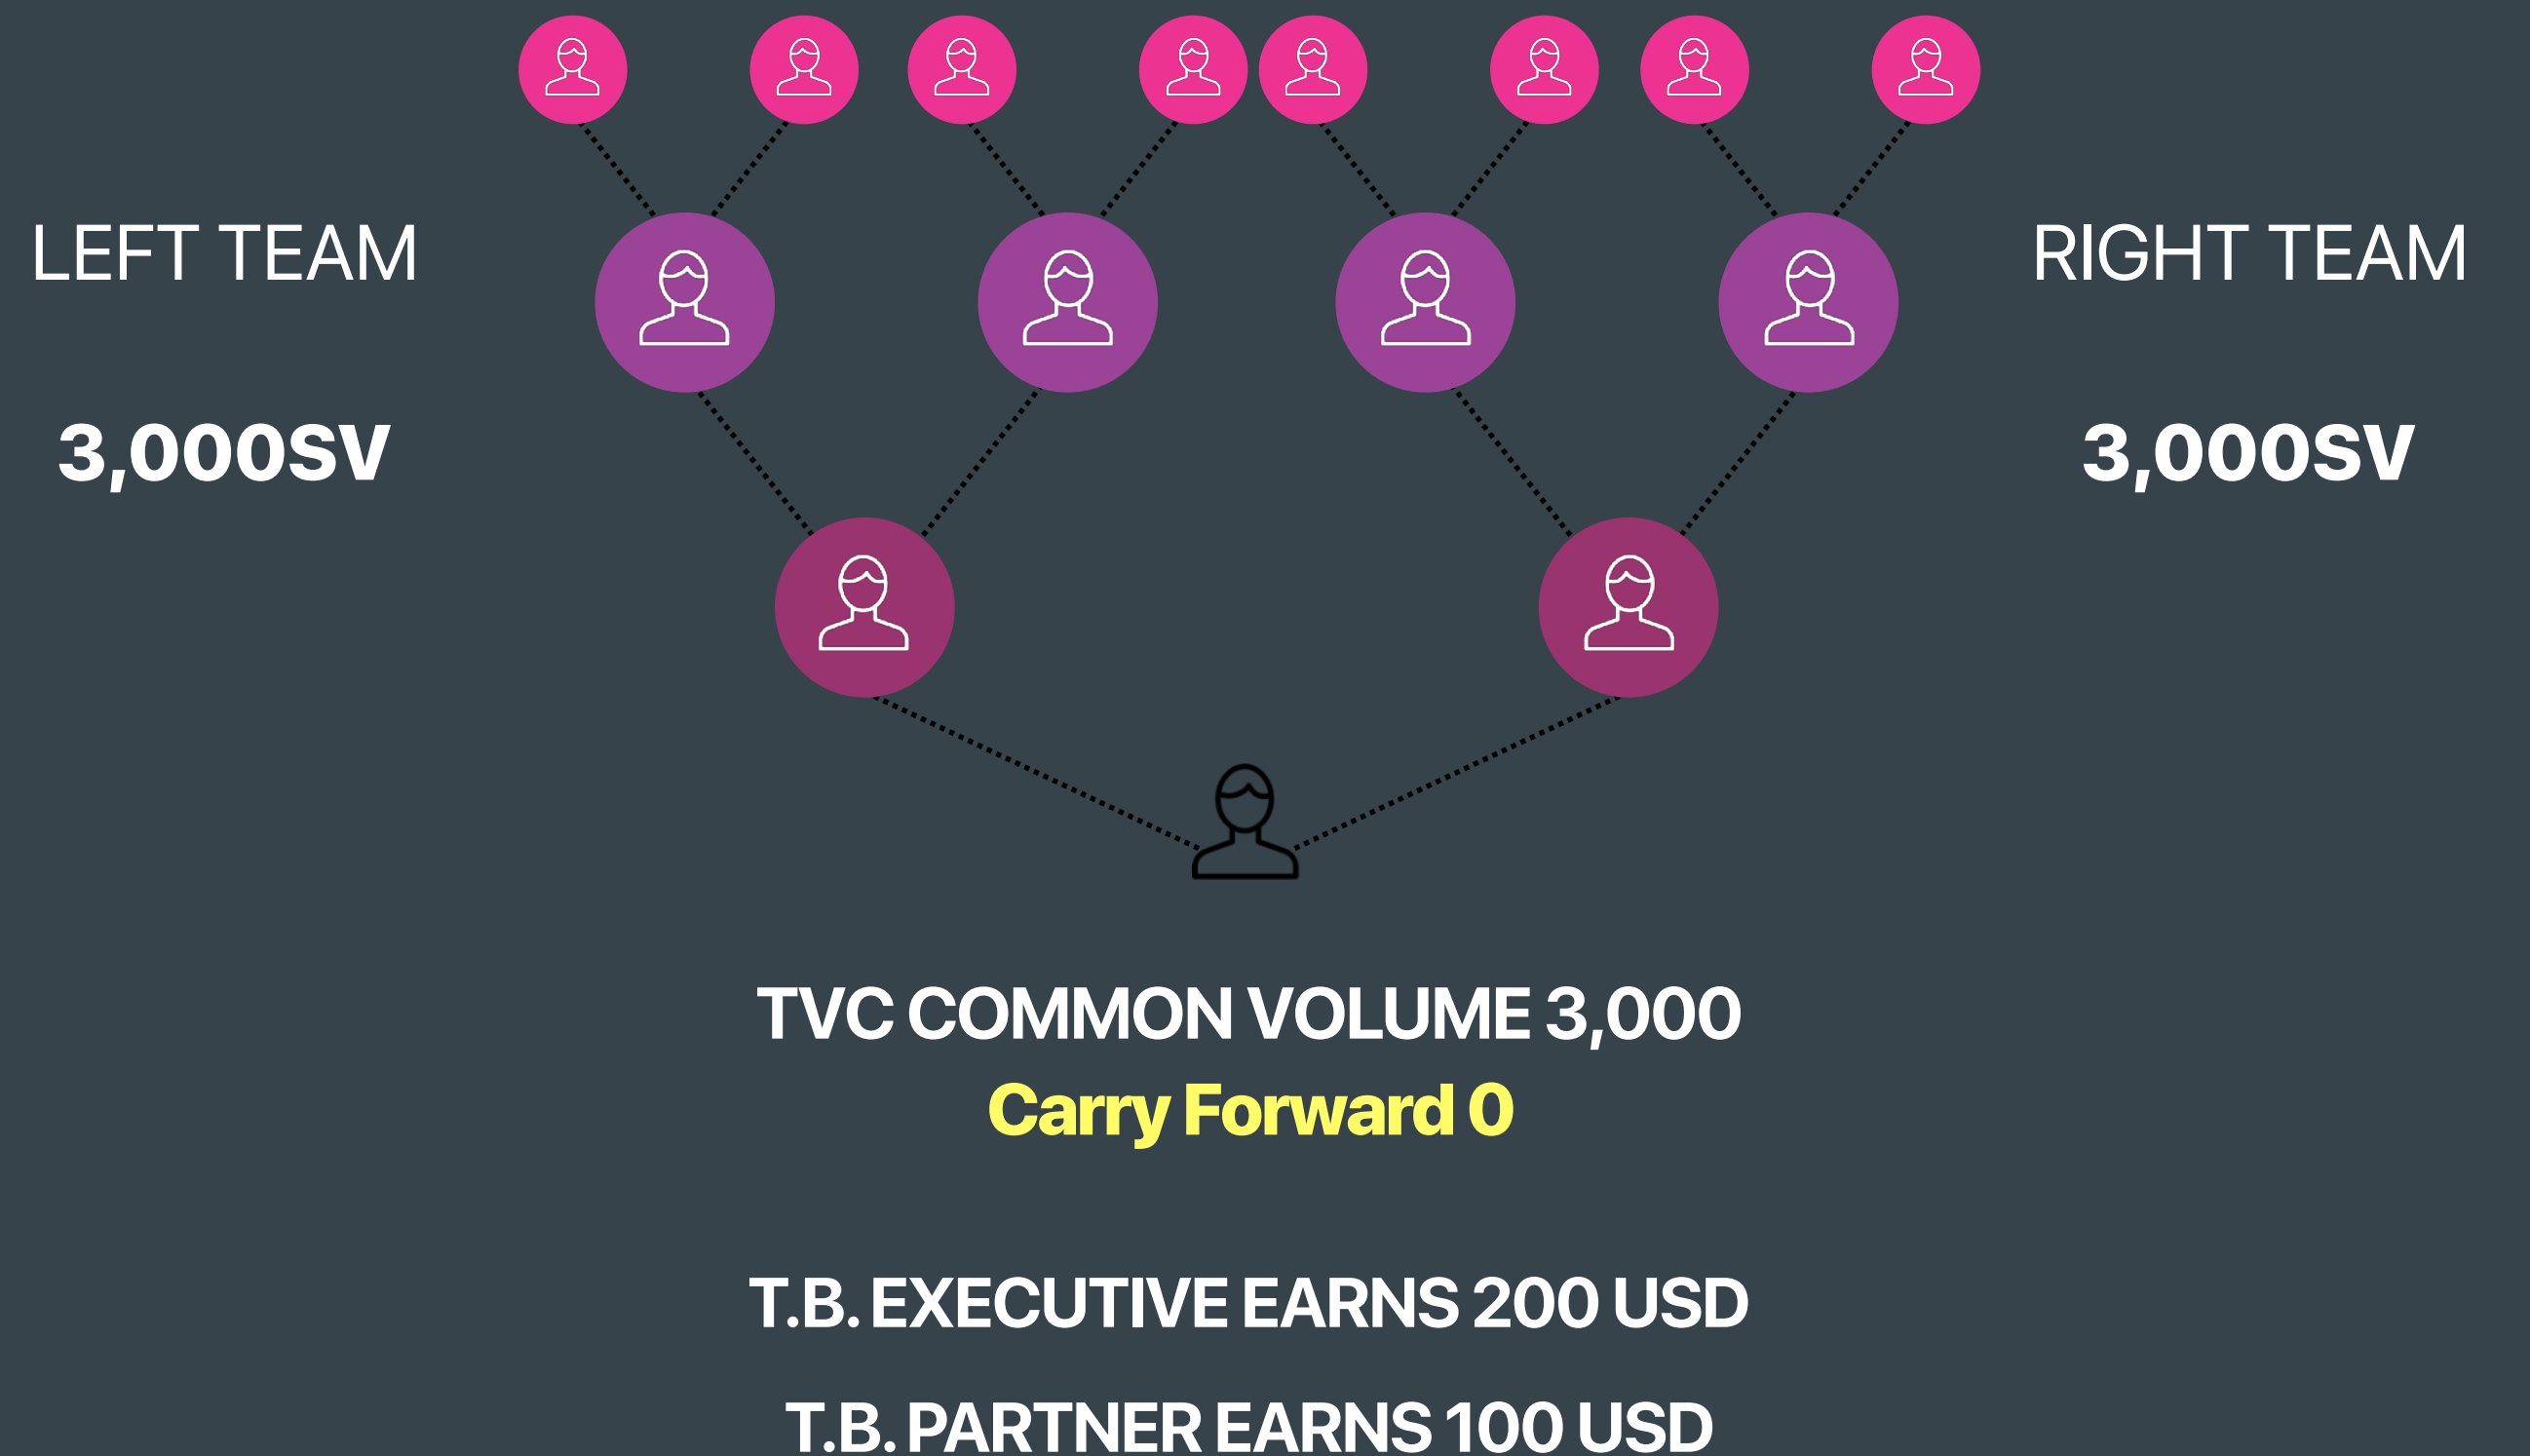 LEFT TEAM
RIGHT TEAM
3,000SV
3,000SV
TVC COMMON VOLUME 3,000
Carry Forward 0
T.B. EXECUTIVE EARNS 200 USD
T.B. PARTNER EARNS 100 USD